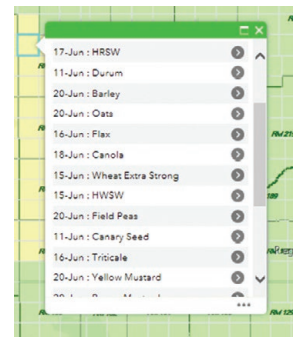 17-Jun : HRSW
11-Jun : Durum
20-Jun : Barley
20-Jun : Oats
16-Jun : Flax
18-Jun : Canola
15-Jun : Wheat Extra Strong
15-Jun : HWSW
20-Jun : Field Peas
11-Jun : Canary Seed
16-Jun : Triticale
20-Jun : Yellow Mustard